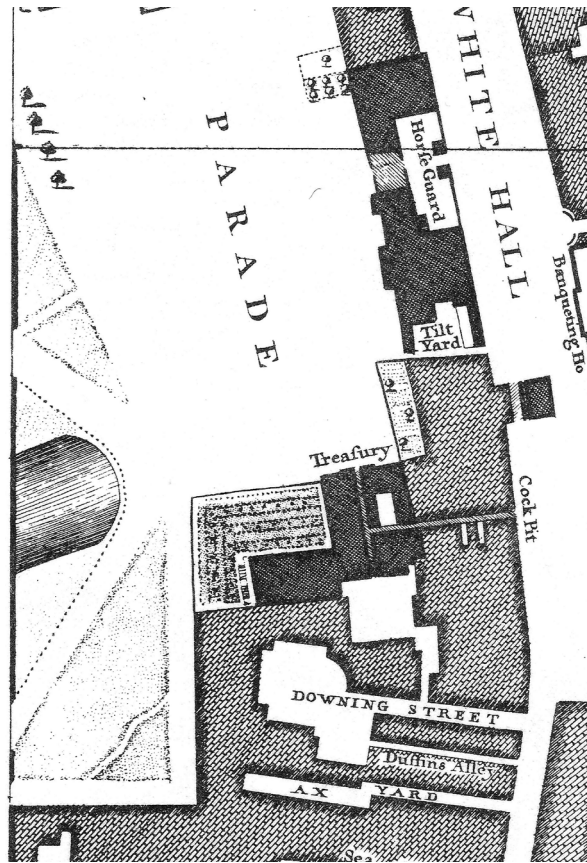 WHITE HALL
PARADE
Horſe Guard
Banqueting Ho
Tilt
Yard
Treaſury
Cock Pit
DOWNING STREET
Duffins Alley
AX YARD
Sea